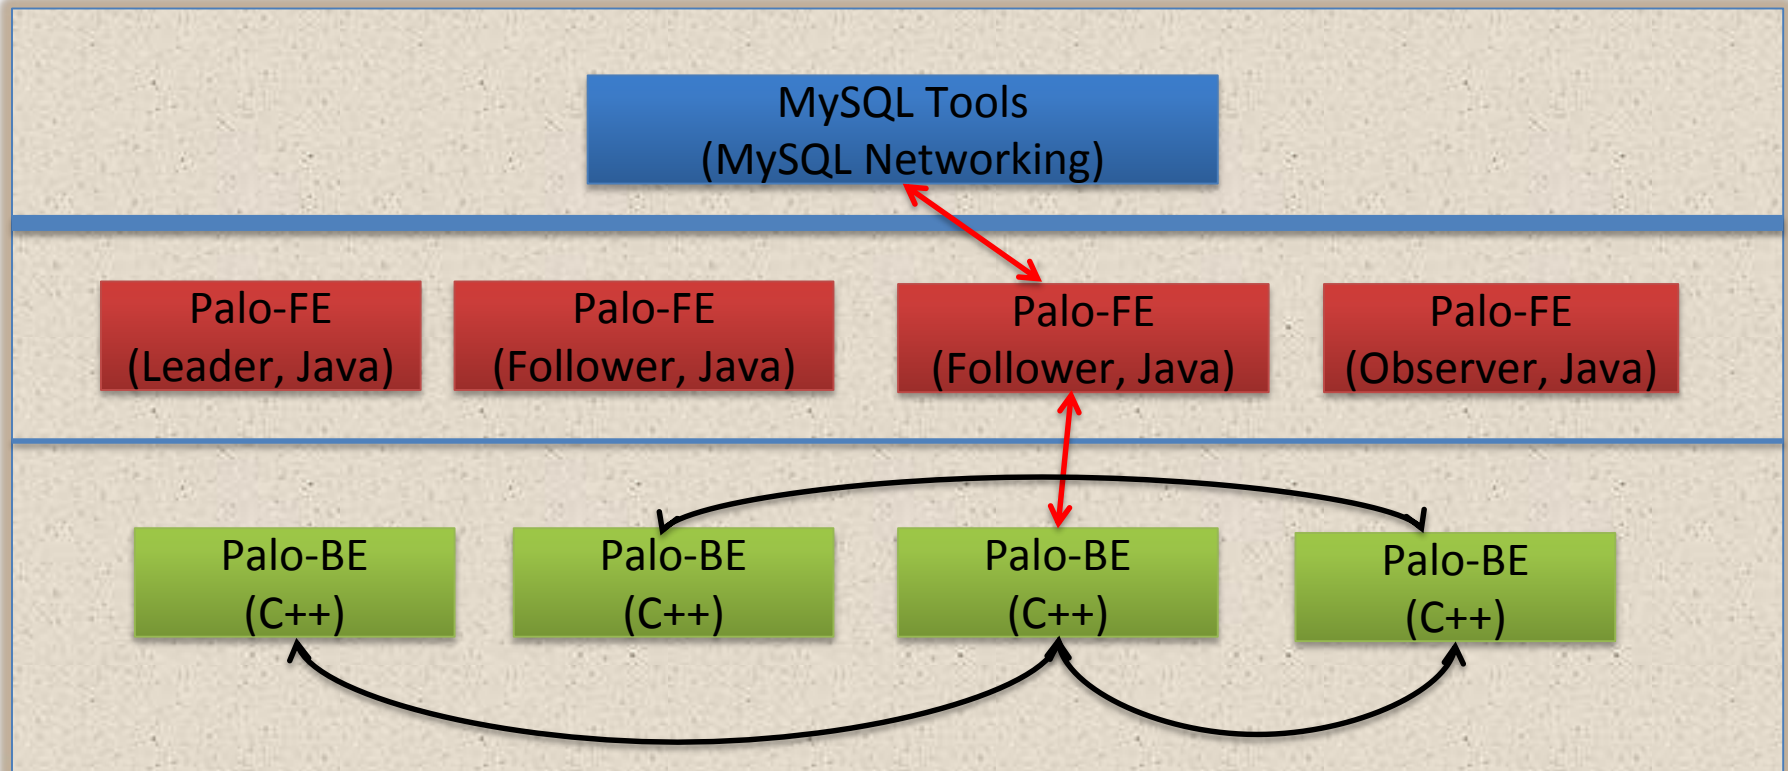 MySQL Tools
(MySQL Networking)
Palo-FE
(Leader, Java)
Palo-FE
(Follower, Java)
Palo-FE
(Follower, Java)
Palo-FE
(Observer, Java)
Palo-BE
(C++)
Palo-BE
(C++)
Palo-BE
(C++)
Palo-BE
(C++)